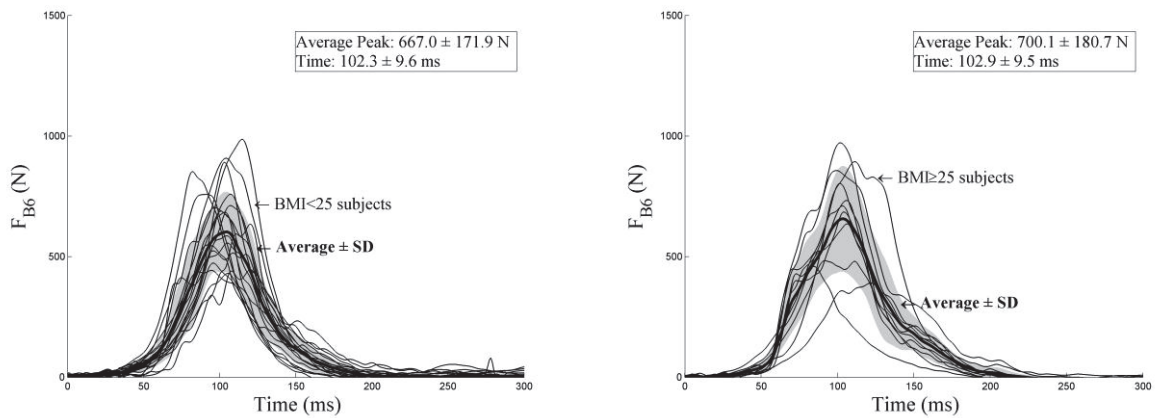 1500
Average Peak: 667.0 ± 171.9 N
Time: 102.3 ± 9.6 ms
1000
F_B6 (N)
BMI<25 subjects
Average ± SD
500
0
0 50 100 150 200 250 300
Time (ms)
1500
Average Peak: 700.1 ± 180.7 N
Time: 102.9 ± 9.5 ms
1000
F_B6 (N)
BMI≥25 subjects
500
Average ± SD
0
0 50 100 150 200 250 300
Time (ms)